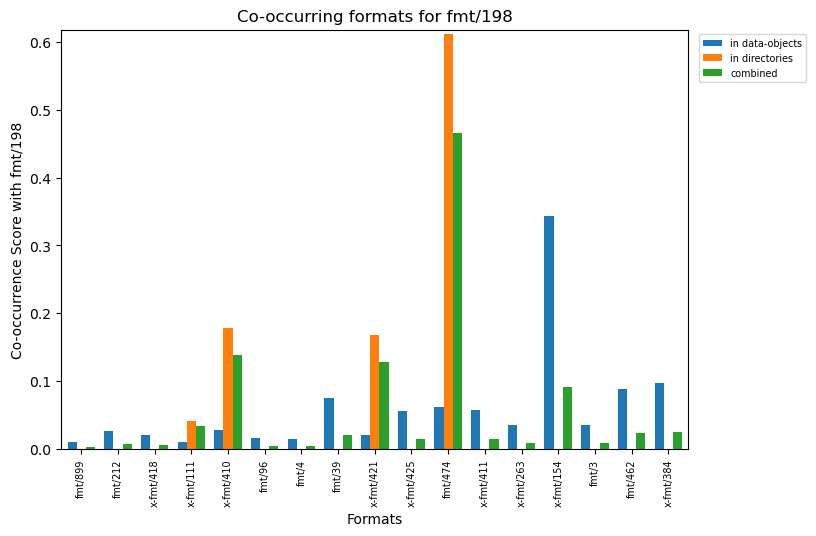 Co-occurring formats for fmt/198
in data-objects
in directories
combined
Co-occurrence Score with fmt/198
0.6
0.5
0.4
0.3
0.2
0.1
0.0
fmt/899
fmt/212
x-fmt/418
x-fmt/111
x-fmt/410
fmt/96
fmt/4
fmt/39
x-fmt/421
x-fmt/425
fmt/474
x-fmt/411
x-fmt/263
x-fmt/154
fmt/3
fmt/462
x-fmt/384
Formats